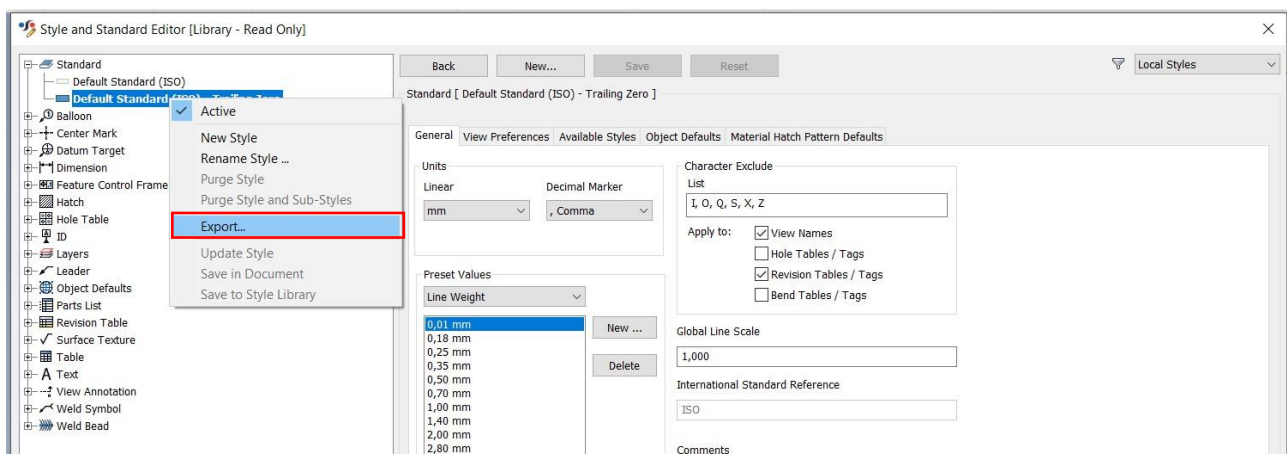 Style and Standard Editor [Library - Read Only]
Standard
Default Standard (ISO)
Default Standard (ISO) - Trailing Zero
Balloon
Center Mark
Datum Target
Dimension
Feature Control Frame
Hatch
Hole Table
ID
Layers
Leader
Object Defaults
Parts List
Revision Table
Surface Texture
Table
Text
View Annotation
Weld Symbol
Weld Bead
Active
New Style
Rename Style ...
Purge Style
Purge Style and Sub-Styles
Export...
Update Style
Save in Document
Save to Style Library
Back New... Save Reset Local Styles
Standard [ Default Standard (ISO) - Trailing Zero ]
General View Preferences Available Styles Object Defaults Material Hatch Pattern Defaults
Units
Linear Decimal Marker
mm , Comma
Preset Values
Line Weight
0,01 mm
0,18 mm
0,25 mm
0,35 mm
0,50 mm
0,70 mm
1,00 mm
1,40 mm
2,00 mm
2,80 mm
New ...
Delete
Character Exclude
List
I, O, Q, S, X, Z
Apply to: View Names
Hole Tables / Tags
Revision Tables / Tags
Bend Tables / Tags
Global Line Scale
1,000
International Standard Reference
ISO
Comments